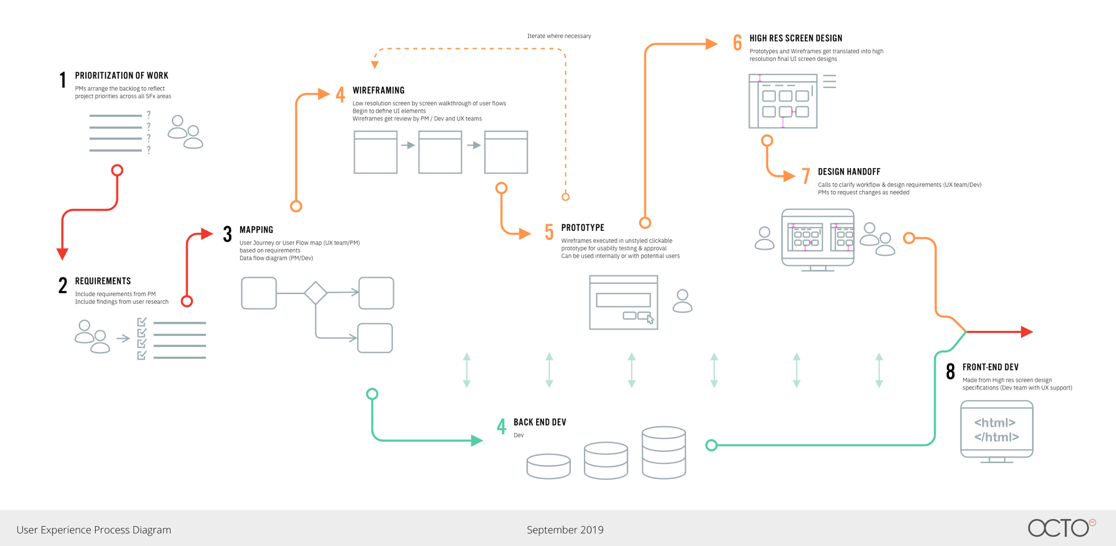 1 PRIORITIZATION OF WORK
PMs arrange the backlog to reflect
project priorities across all SFx areas
?
?
?
?
2 REQUIREMENTS
Include requirements from PM
Include findings from user research
3 MAPPING
User Journey or User Flow map (UX team/PM)
based on requirements
Data flow diagram (PM/Dev)
4 WIREFRAMING
Low resolution screen by screen walkthrough of user flows
Begin to define UI elements
Wireframes get review by PM / Dev and UX teams
Iterate where necessary
4 BACK END DEV
Dev
5 PROTOTYPE
Wireframes executed in unstyled clickable
prototype for usablity testing & approval
Can be used internally or with potential users
6 HIGH RES SCREEN DESIGN
Prototypes and Wireframes get translated into high
resolution final UI screen designs
7 DESIGN HANDOFF
Calls to clarify workflow & design requirements (UX team/Dev)
PMs to request changes as needed
8 FRONT-END DEV
Made from High res screen design
specifications (Dev team with UX support)
<html>
</html>
User Experience Process Diagram
September 2019
OCTO